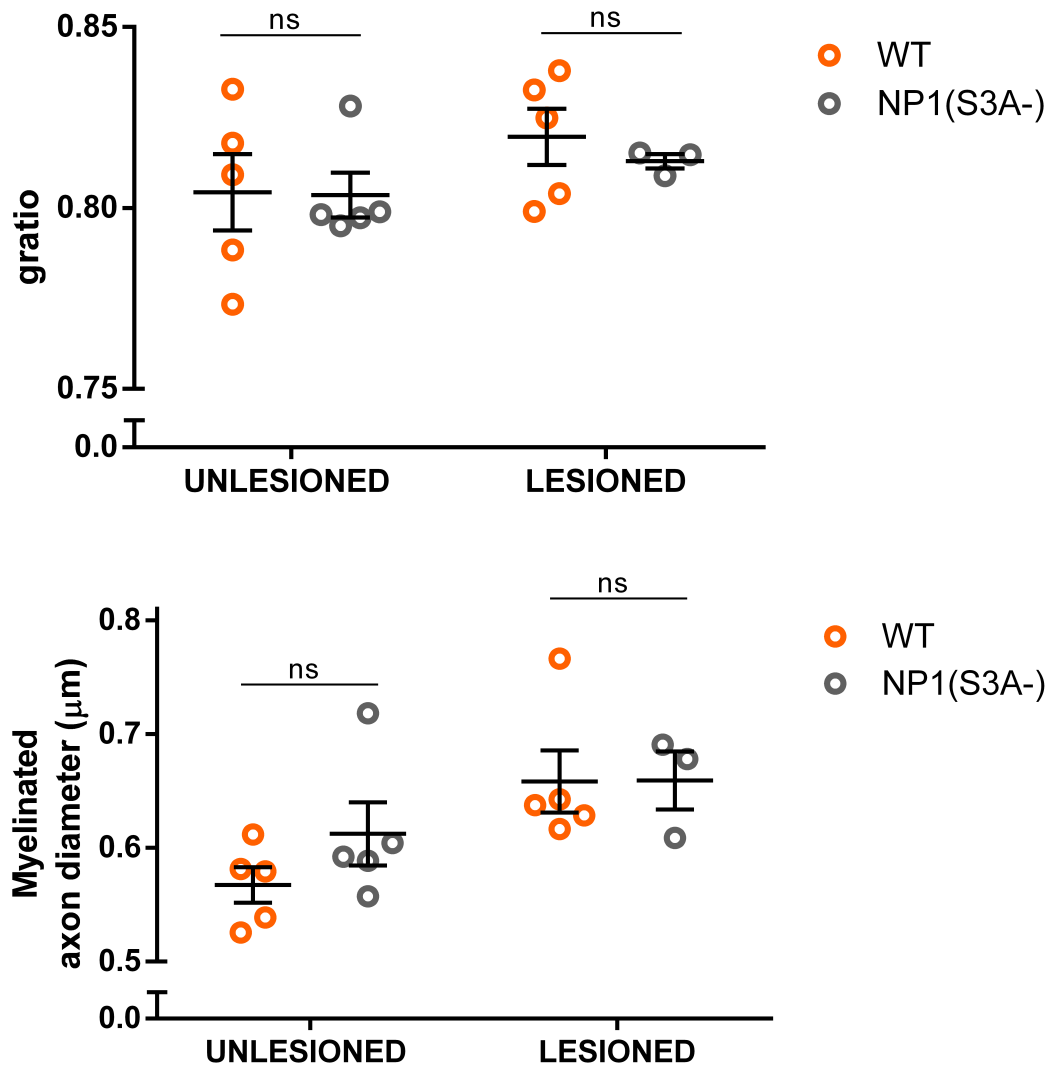 0.85
ns
ns
WT
NP1(S3A-)
0.80
gratio
0.75
0.0
UNLESIONED
LESIONED
ns
0.8
WT
ns
NP1(S3A-)
0.7
Myelinated
axon diameter (μm)
0.6
0.5
0.0
UNLESIONED
LESIONED